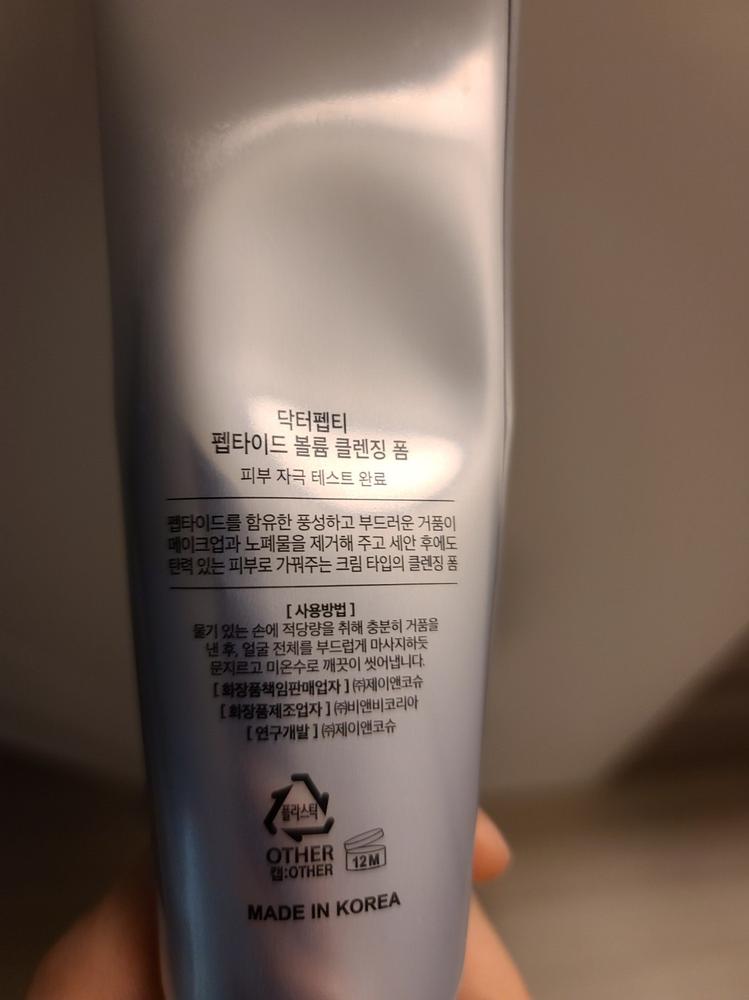 닥터펩티
펩타이드 볼륨 클렌징 폼
피부 자극 테스트 완료
펩타이드를 함유한 풍성하고 부드러운 거품이
메이크업과 노폐물을 제거해 주고 세안 후에도
탄력 있는 피부로 가꿔주는 크림 타입의 클렌징 폼
[ 사용방법 ]
물기 있는 손에 적당량을 취해 충분히 거품을
낸 후, 얼굴 전체를 부드럽게 마사지하듯
문지르고 미온수로 깨끗이 씻어냅니다.
[ 화장품책임판매업자 ] ㈜제이앤코슈
[ 화장품제조업자 ] ㈜비앤비코리아
[ 연구개발 ] ㈜제이앤코슈
플라스틱
OTHER
캡:OTHER
12M
MADE IN KOREA